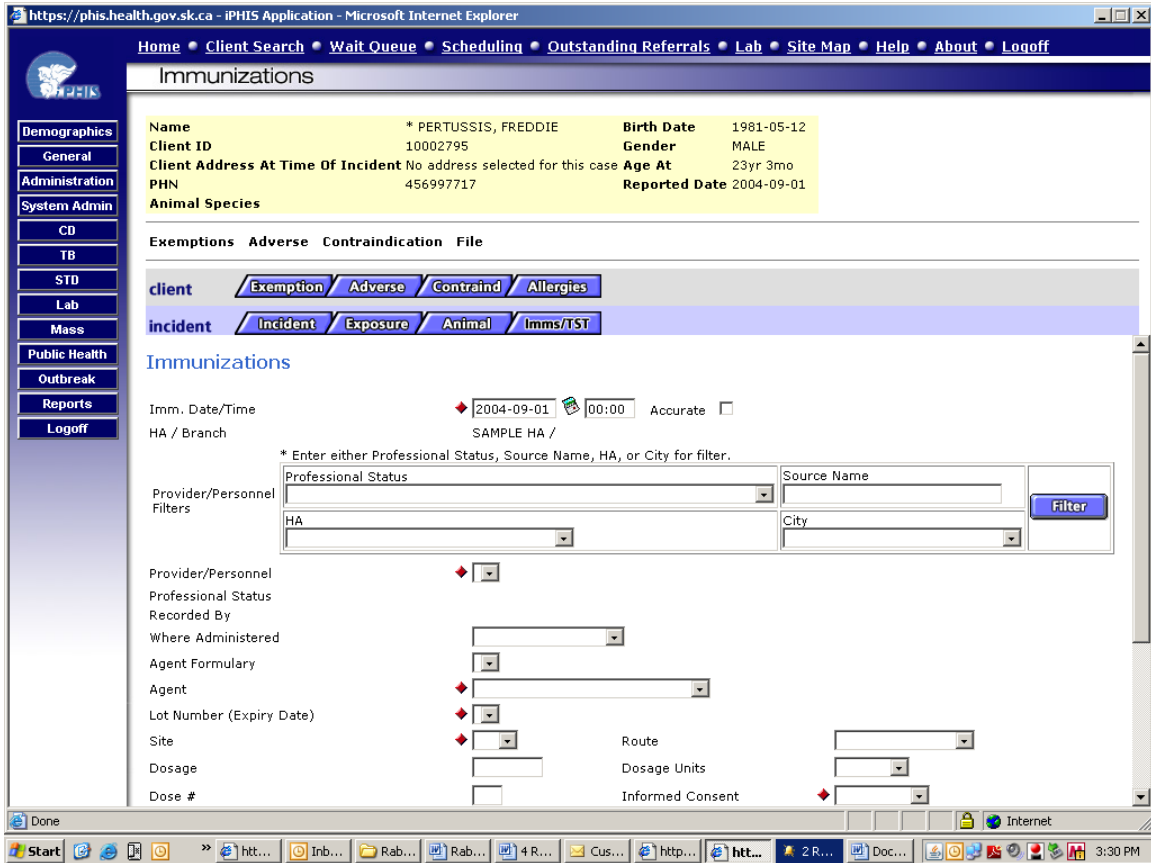 https://phis.health.gov.sk.ca - iPHIS Application - Microsoft Internet Explorer
Home • Client Search • Wait Queue • Scheduling • Outstanding Referrals • Lab • Site Map • Help • About • Logoff
iPHIS
Immunizations
Demographics
General
Administration
System Admin
CD
TB
STD
Lab
Mass
Public Health
Outbreak
Reports
Logoff
Name * PERTUSSIS, FREDDIE Birth Date 1981-05-12
Client ID 10002795 Gender MALE
Client Address At Time Of Incident No address selected for this case Age At 23yr 3mo
PHN 456997717 Reported Date 2004-09-01
Animal Species
Exemptions Adverse Contraindication File
client Exemption Adverse Contraind Allergies
incident Incident Exposure Animal Imms/TST
Immunizations
Imm. Date/Time 2004-09-01 00:00 Accurate
HA / Branch SAMPLE HA /
* Enter either Professional Status, Source Name, HA, or City for filter.
Provider/Personnel Filters
Professional Status Source Name
HA City
Filter
Provider/Personnel
Professional Status
Recorded By
Where Administered
Agent Formulary
Agent
Lot Number (Expiry Date)
Site Route
Dosage Dosage Units
Dose # Informed Consent
Done Internet
Start » htt... Inb... Rab... Rab... 4 R... Cus... http... htt... 2 R... Doc... 3:30 PM